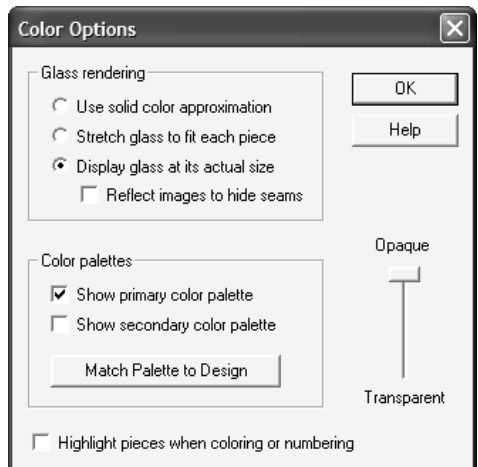 Color Options
Glass rendering
Use solid color approximation
Stretch glass to fit each piece
Display glass at its actual size
Reflect images to hide seams
OK
Help
Color palettes
Show primary color palette
Show secondary color palette
Match Palette to Design
Opaque
Transparent
Highlight pieces when coloring or numbering